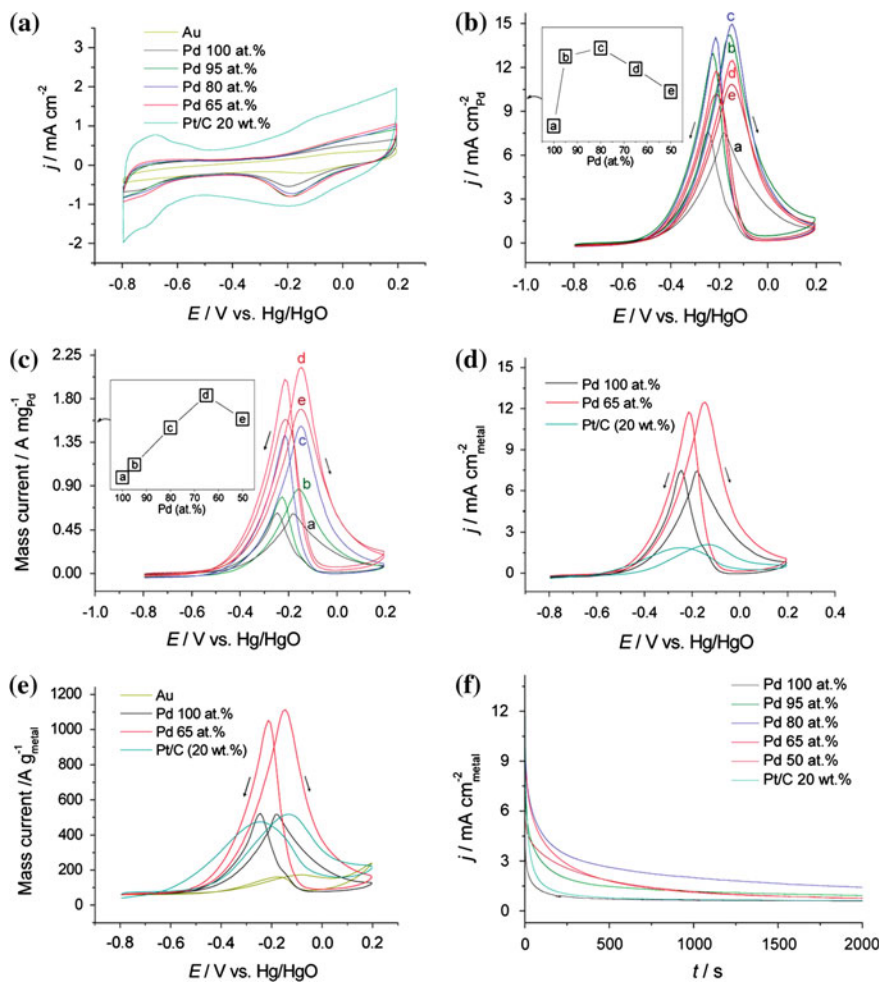 (a)
Au
Pd 100 at.%
Pd 95 at.%
Pd 80 at.%
Pd 65 at.%
Pt/C 20 wt.%
3
2
1
0
-1
-2
-0.8 -0.6 -0.4 -0.2 0.0 0.2
j / mA cm-2
E / V vs. Hg/HgO
(b)
15
12
9
6
3
0
-1.0 -0.8 -0.6 -0.4 -0.2 0.0 0.2
j / mA cm-2Pd
E / V vs. Hg/HgO
a b c d e
100 90 80 70 60 50
Pd (at.%)
c
b
d
e
a
(c)
2.25
1.80
1.35
0.90
0.45
0.00
-1.0 -0.8 -0.6 -0.4 -0.2 0.0 0.2
Mass current / A mg-1Pd
E / V vs. Hg/HgO
a b c d e
100 90 80 70 60 50
Pd (at.%)
d
e
c
b
a
(d)
Pd 100 at.%
Pd 65 at.%
Pt/C (20 wt.%)
15
12
9
6
3
0
-0.8 -0.6 -0.4 -0.2 0.0 0.2
j / mA cm-2metal
E / V vs. Hg/HgO
(e)
Au
Pd 100 at.%
Pd 65 at.%
Pt/C (20 wt.%)
1200
1000
800
600
400
200
0
-0.8 -0.6 -0.4 -0.2 0.0 0.2
Mass current /A g-1metal
E / V vs. Hg/HgO
(f)
Pd 100 at.%
Pd 95 at.%
Pd 80 at.%
Pd 65 at.%
Pd 50 at.%
Pt/C 20 wt.%
12
9
6
3
0
0 500 1000 1500 2000
j / mA cm-2metal
t / s